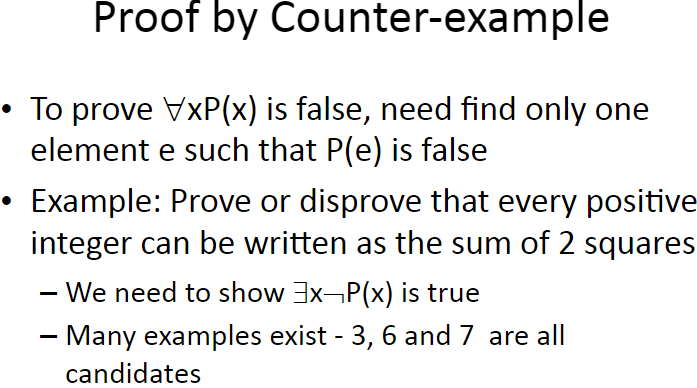 Proof by Counter-example
• To prove ∀xP(x) is false, need find only one
element e such that P(e) is false
• Example: Prove or disprove that every positive
integer can be written as the sum of 2 squares
– We need to show ∃x¬P(x) is true
– Many examples exist - 3, 6 and 7 are all
candidates